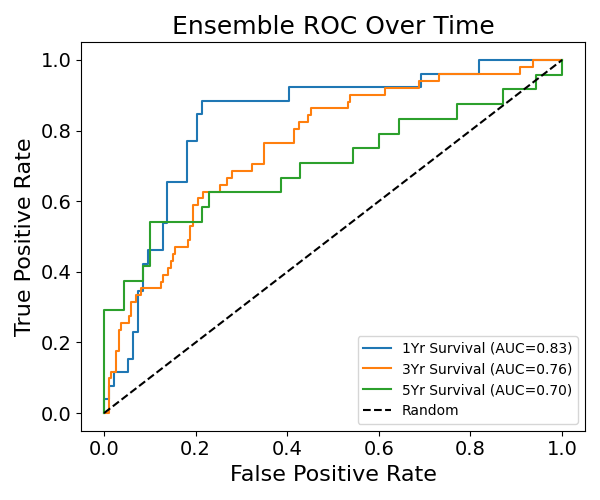 Ensemble ROC Over Time
True Positive Rate
1.0
0.8
0.6
0.4
0.2
0.0
0.0 0.2 0.4 0.6 0.8 1.0
False Positive Rate
1Yr Survival (AUC=0.83)
3Yr Survival (AUC=0.76)
5Yr Survival (AUC=0.70)
Random